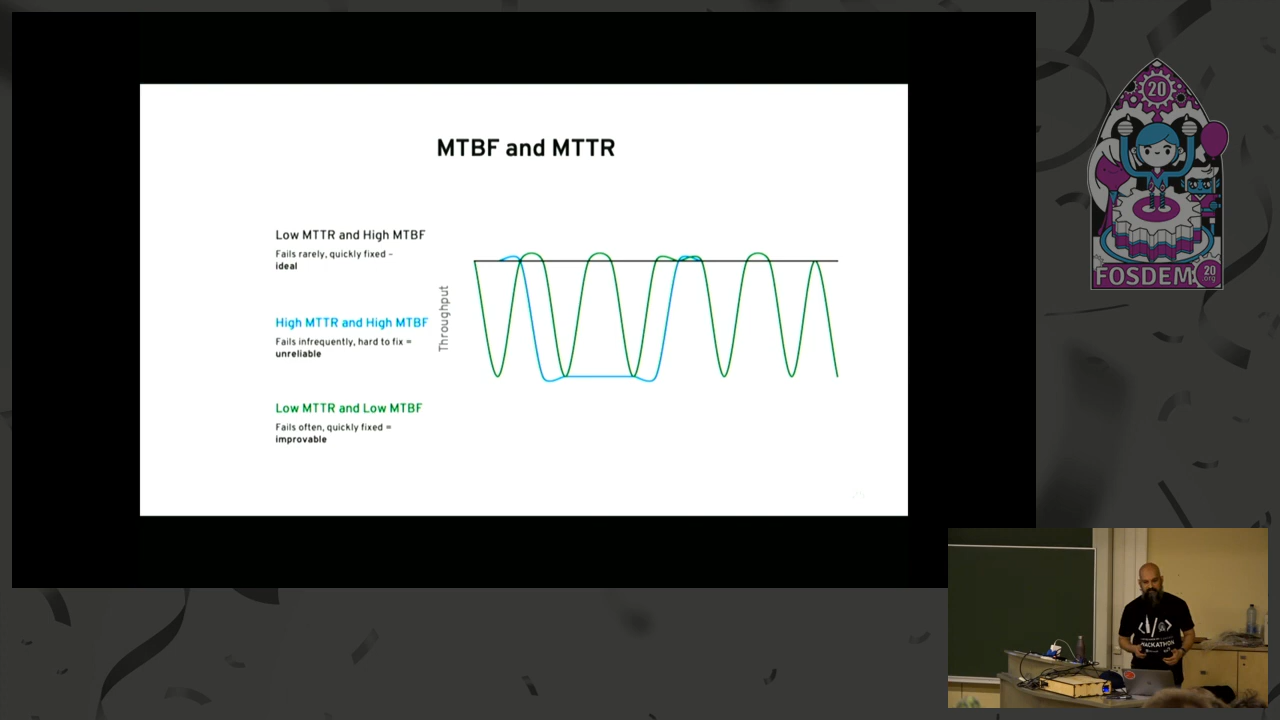 MTBF and MTTR
Low MTTR and High MTBF
Fails rarely, quickly fixed –
ideal
High MTTR and High MTBF
Fails infrequently, hard to fix =
unreliable
Low MTTR and Low MTBF
Fails often, quickly fixed =
improvable
Throughput
20
FOSDEM
20
.org
HACKATHON